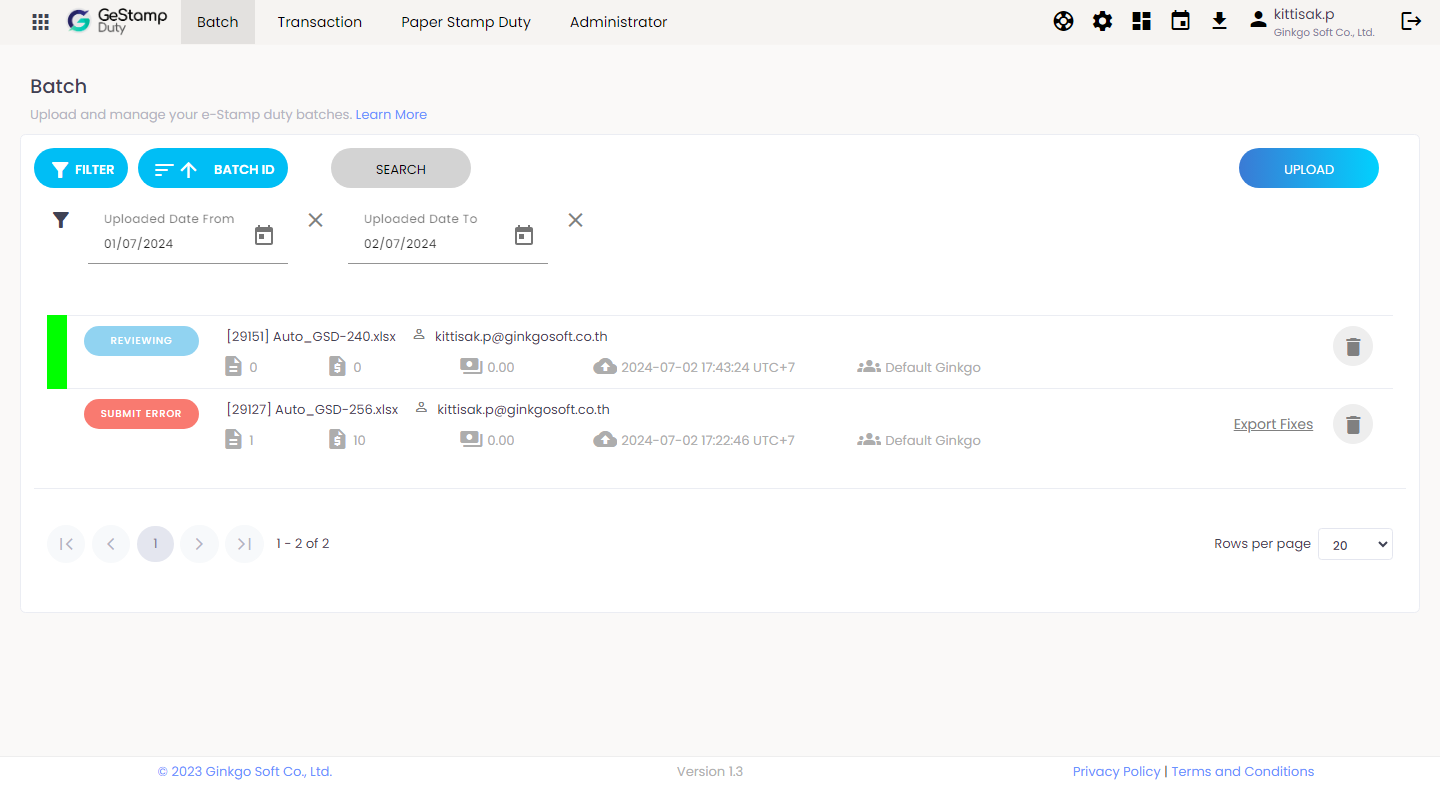 GeStamp Duty Batch Transaction Paper Stamp Duty Administrator kittisak.p
Ginkgo Soft Co., Ltd.
Batch
Upload and manage your e-Stamp duty batches. Learn More
FILTER BATCH ID SEARCH UPLOAD
Uploaded Date From Uploaded Date To
01/07/2024 02/07/2024
REVIEWING [29151] Auto_GSD-240.xlsx kittisak.p@ginkgosoft.co.th
0 0 0.00 2024-07-02 17:43:24 UTC+7 Default Ginkgo
SUBMIT ERROR [29127] Auto_GSD-256.xlsx kittisak.p@ginkgosoft.co.th
Export Fixes
1 10 0.00 2024-07-02 17:22:46 UTC+7 Default Ginkgo
1 1 - 2 of 2 Rows per page 20
© 2023 Ginkgo Soft Co., Ltd. Version 1.3 Privacy Policy | Terms and Conditions